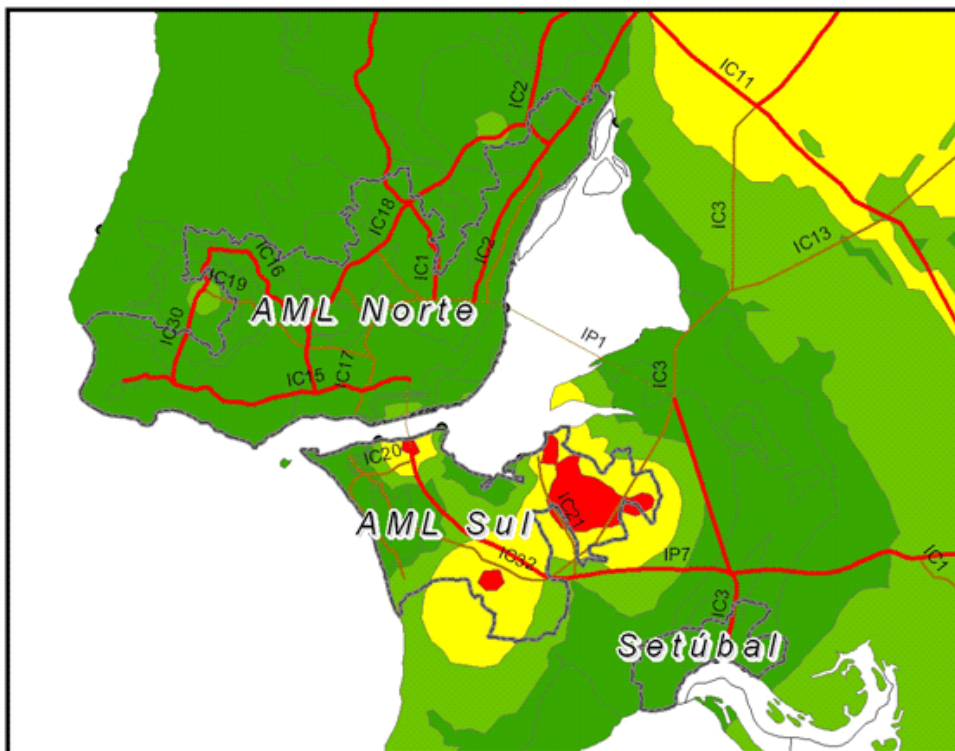 IC11
IC2
IC3
IC18
IC13
IC16
IC1
IC2
IC19
AML Norte
IC30
IP1
IC3
IC15
IC17
IC20
IC21
AML Sul
IC32
IP7
IC1
IC3
Setúbal